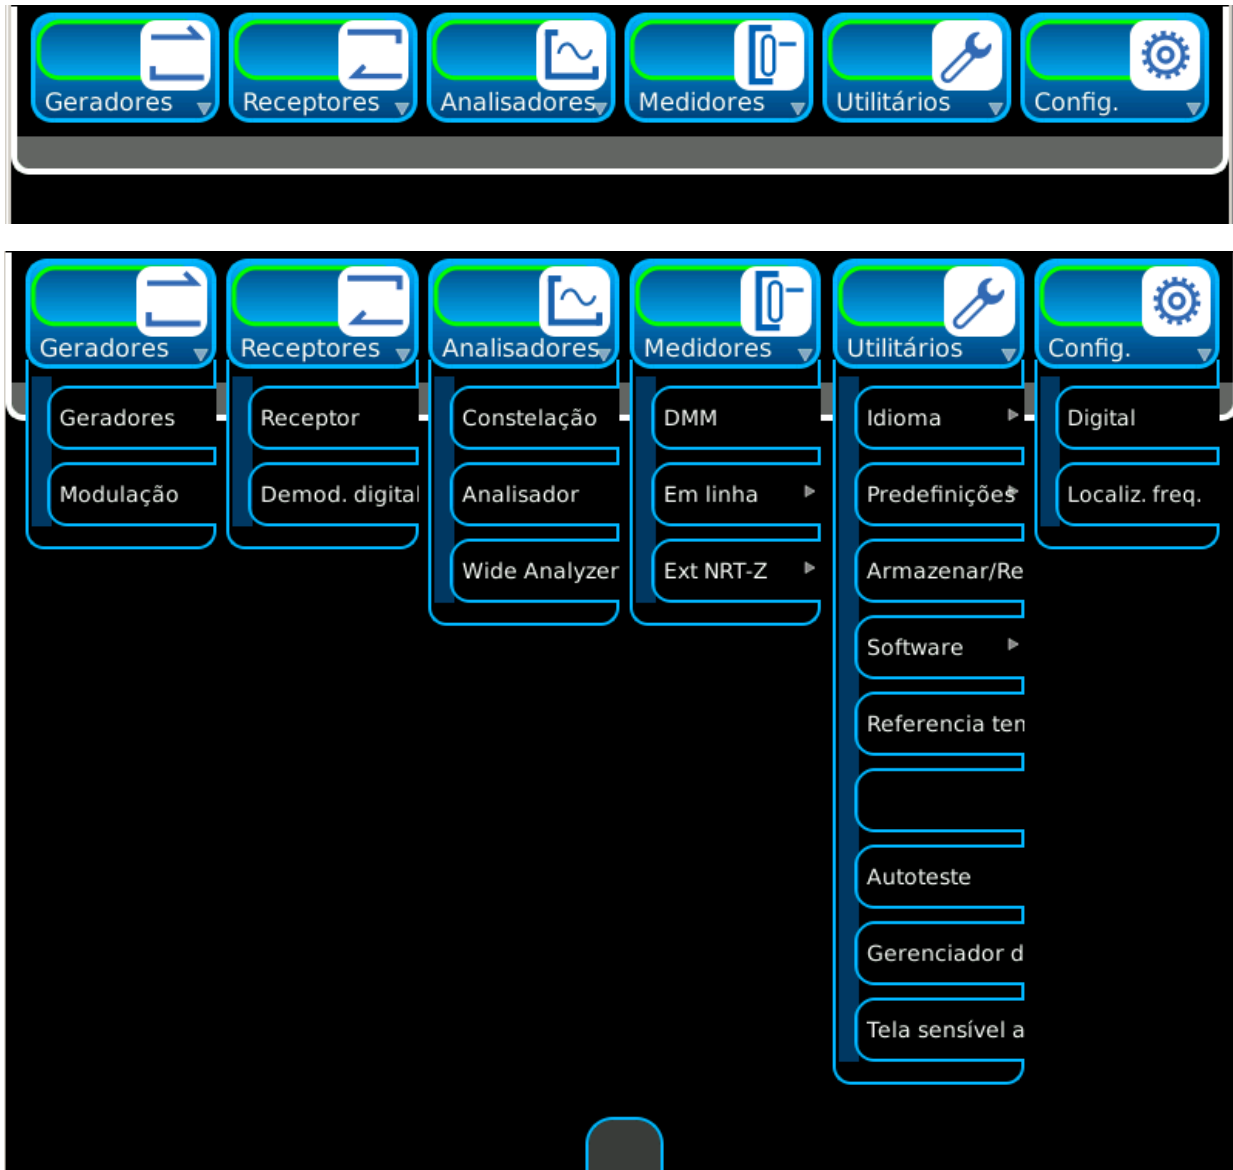 Geradores Receptores Analisadores Medidores Utilitários Config.
Geradores Receptores Analisadores Medidores Utilitários Config.
Geradores Receptor Constelação DMM Idioma Digital
Modulação Demod. digital Analisador Em linha Predefinições Localiz. freq.
Wide Analyzer Ext NRT-Z Armazenar/Re
Software
Referencia ten
Autoteste
Gerenciador d
Tela sensível a